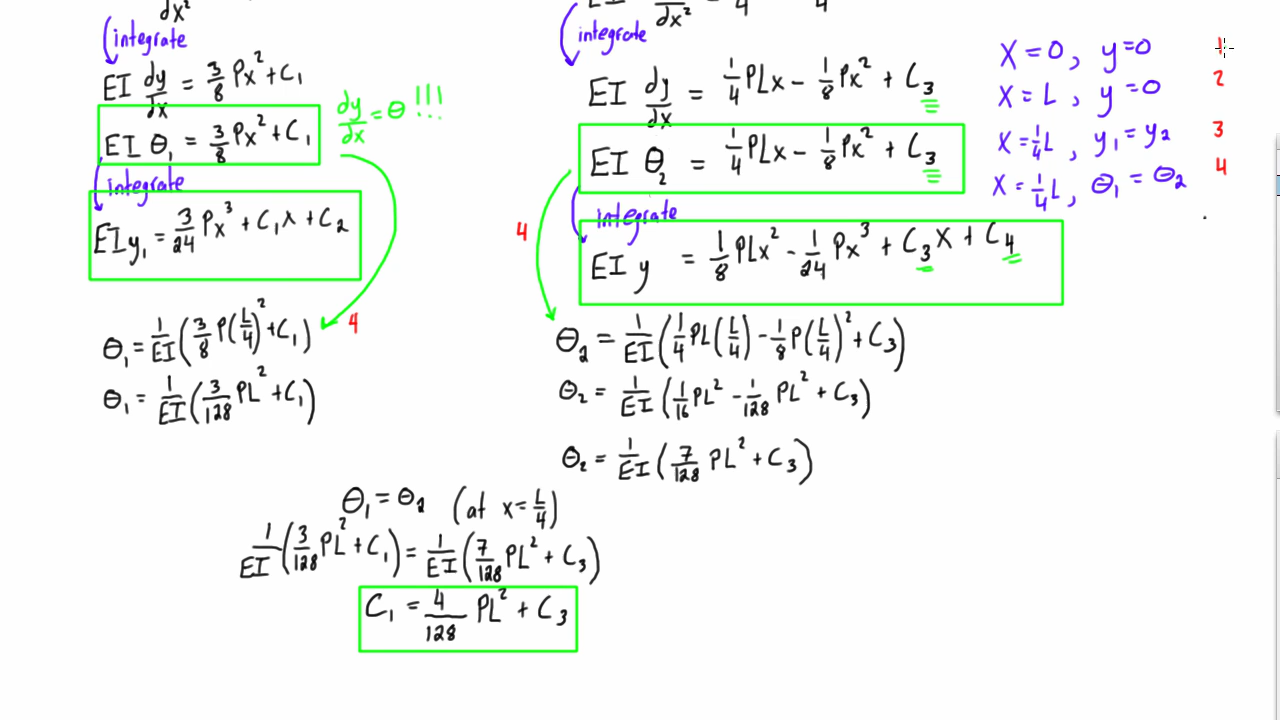 dx²
integrate
EI dy/dx = 3/8 Px² + C₁
dy/dx = θ !!!
EI θ₁ = 3/8 Px² + C₁
integrate
EIy₁ = 3/24 Px³ + C₁x + C₂
θ₁ = 1/EI (3/8 P(L/4)² + C₁)
4
θ₁ = 1/EI (3/128 PL² + C₁)
dx² 4 4
integrate
EI dy/dx = 1/4 PLx - 1/8 Px² + C₃
EI θ₂ = 1/4 PLx - 1/8 Px² + C₃
integrate
4
EI y = 1/8 PLx² - 1/24 Px³ + C₃x + C₄
θ₂ = 1/EI (1/4 PL(L/4) - 1/8 P(L/4)² + C₃)
θ₂ = 1/EI (1/16 PL² - 1/128 PL² + C₃)
θ₂ = 1/EI (7/128 PL² + C₃)
x = 0, y = 0 1
x = L, y = 0 2
x = 1/4 L, y₁ = y₂ 3
x = 1/4 L, θ₁ = θ₂ 4
θ₁ = θ₂ (at x = L/4)
1/EI (3/128 PL² + C₁) = 1/EI (7/128 PL² + C₃)
C₁ = 4/128 PL² + C₃